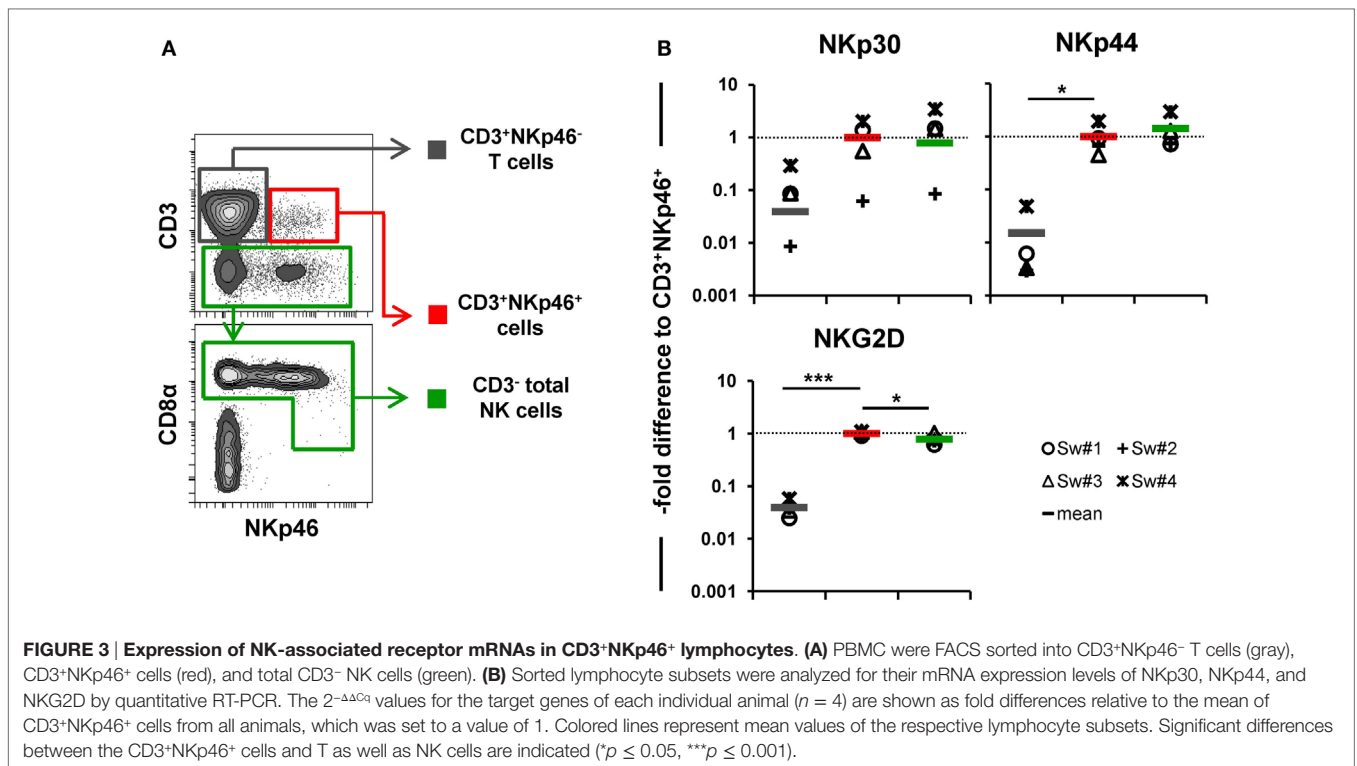 A
CD3
CD3⁺NKp46⁻
T cells
CD3⁺NKp46⁺
cells
CD8α
CD3⁻ total
NK cells
NKp46
B
-fold difference to CD3⁺NKp46⁺
NKp30
10
1
0.1
0.01
0.001
NKp44
*
NKG2D
10
1
0.1
0.01
0.001
***
*
Sw#1 Sw#2
Sw#3 Sw#4
mean
FIGURE 3 | Expression of NK-associated receptor mRNAs in CD3⁺NKp46⁺ lymphocytes. (A) PBMC were FACS sorted into CD3⁺NKp46⁻ T cells (gray),
CD3⁺NKp46⁺ cells (red), and total CD3⁻ NK cells (green). (B) Sorted lymphocyte subsets were analyzed for their mRNA expression levels of NKp30, NKp44, and
NKG2D by quantitative RT-PCR. The 2^−ΔΔCq values for the target genes of each individual animal (n = 4) are shown as fold differences relative to the mean of
CD3⁺NKp46⁺ cells from all animals, which was set to a value of 1. Colored lines represent mean values of the respective lymphocyte subsets. Significant differences
between the CD3⁺NKp46⁺ cells and T as well as NK cells are indicated (*p ≤ 0.05, ***p ≤ 0.001).